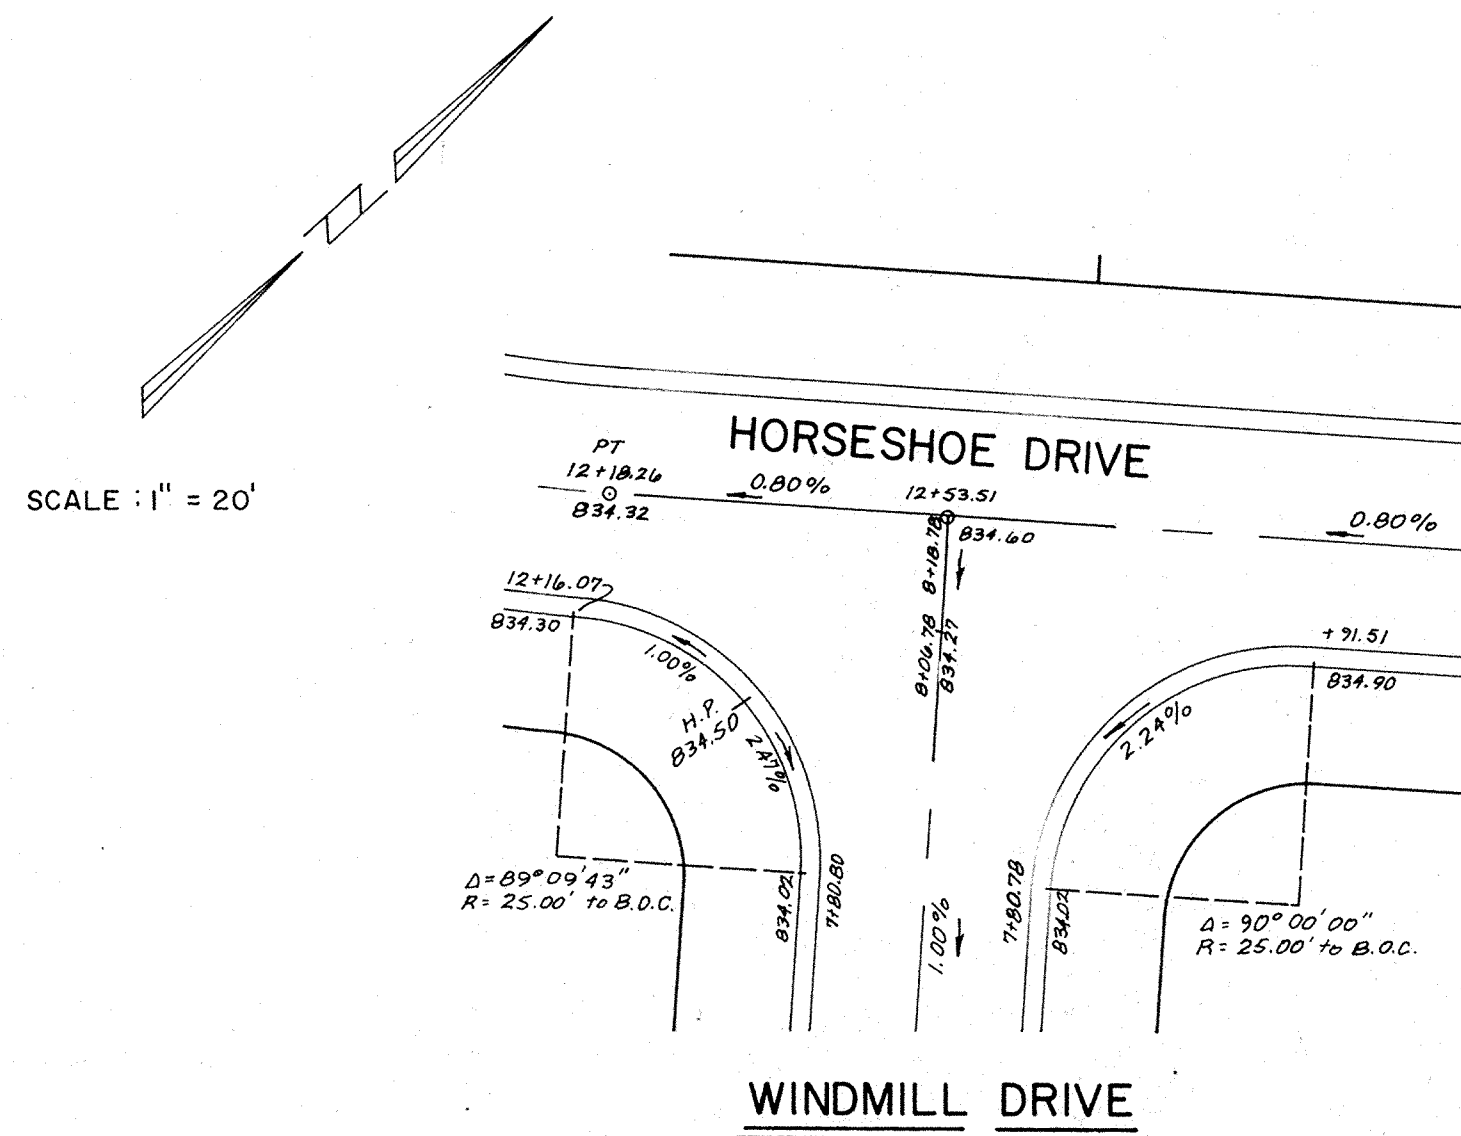 SCALE : 1" = 20'
HORSESHOE DRIVE
PT
12+18.26
834.32
0.80%
12+53.51
834.60
0.80%
8+18.78
8+06.78
834.27
12+16.07
834.30
1.00%
H.P.
834.50
2.47%
+91.51
834.90
2.24%
Δ=89°09'43"
R= 25.00' to B.O.C.
834.02
7+80.80
1.00%
7+80.78
834.02
Δ= 90°00'00"
R= 25.00' to B.O.C.
WINDMILL DRIVE